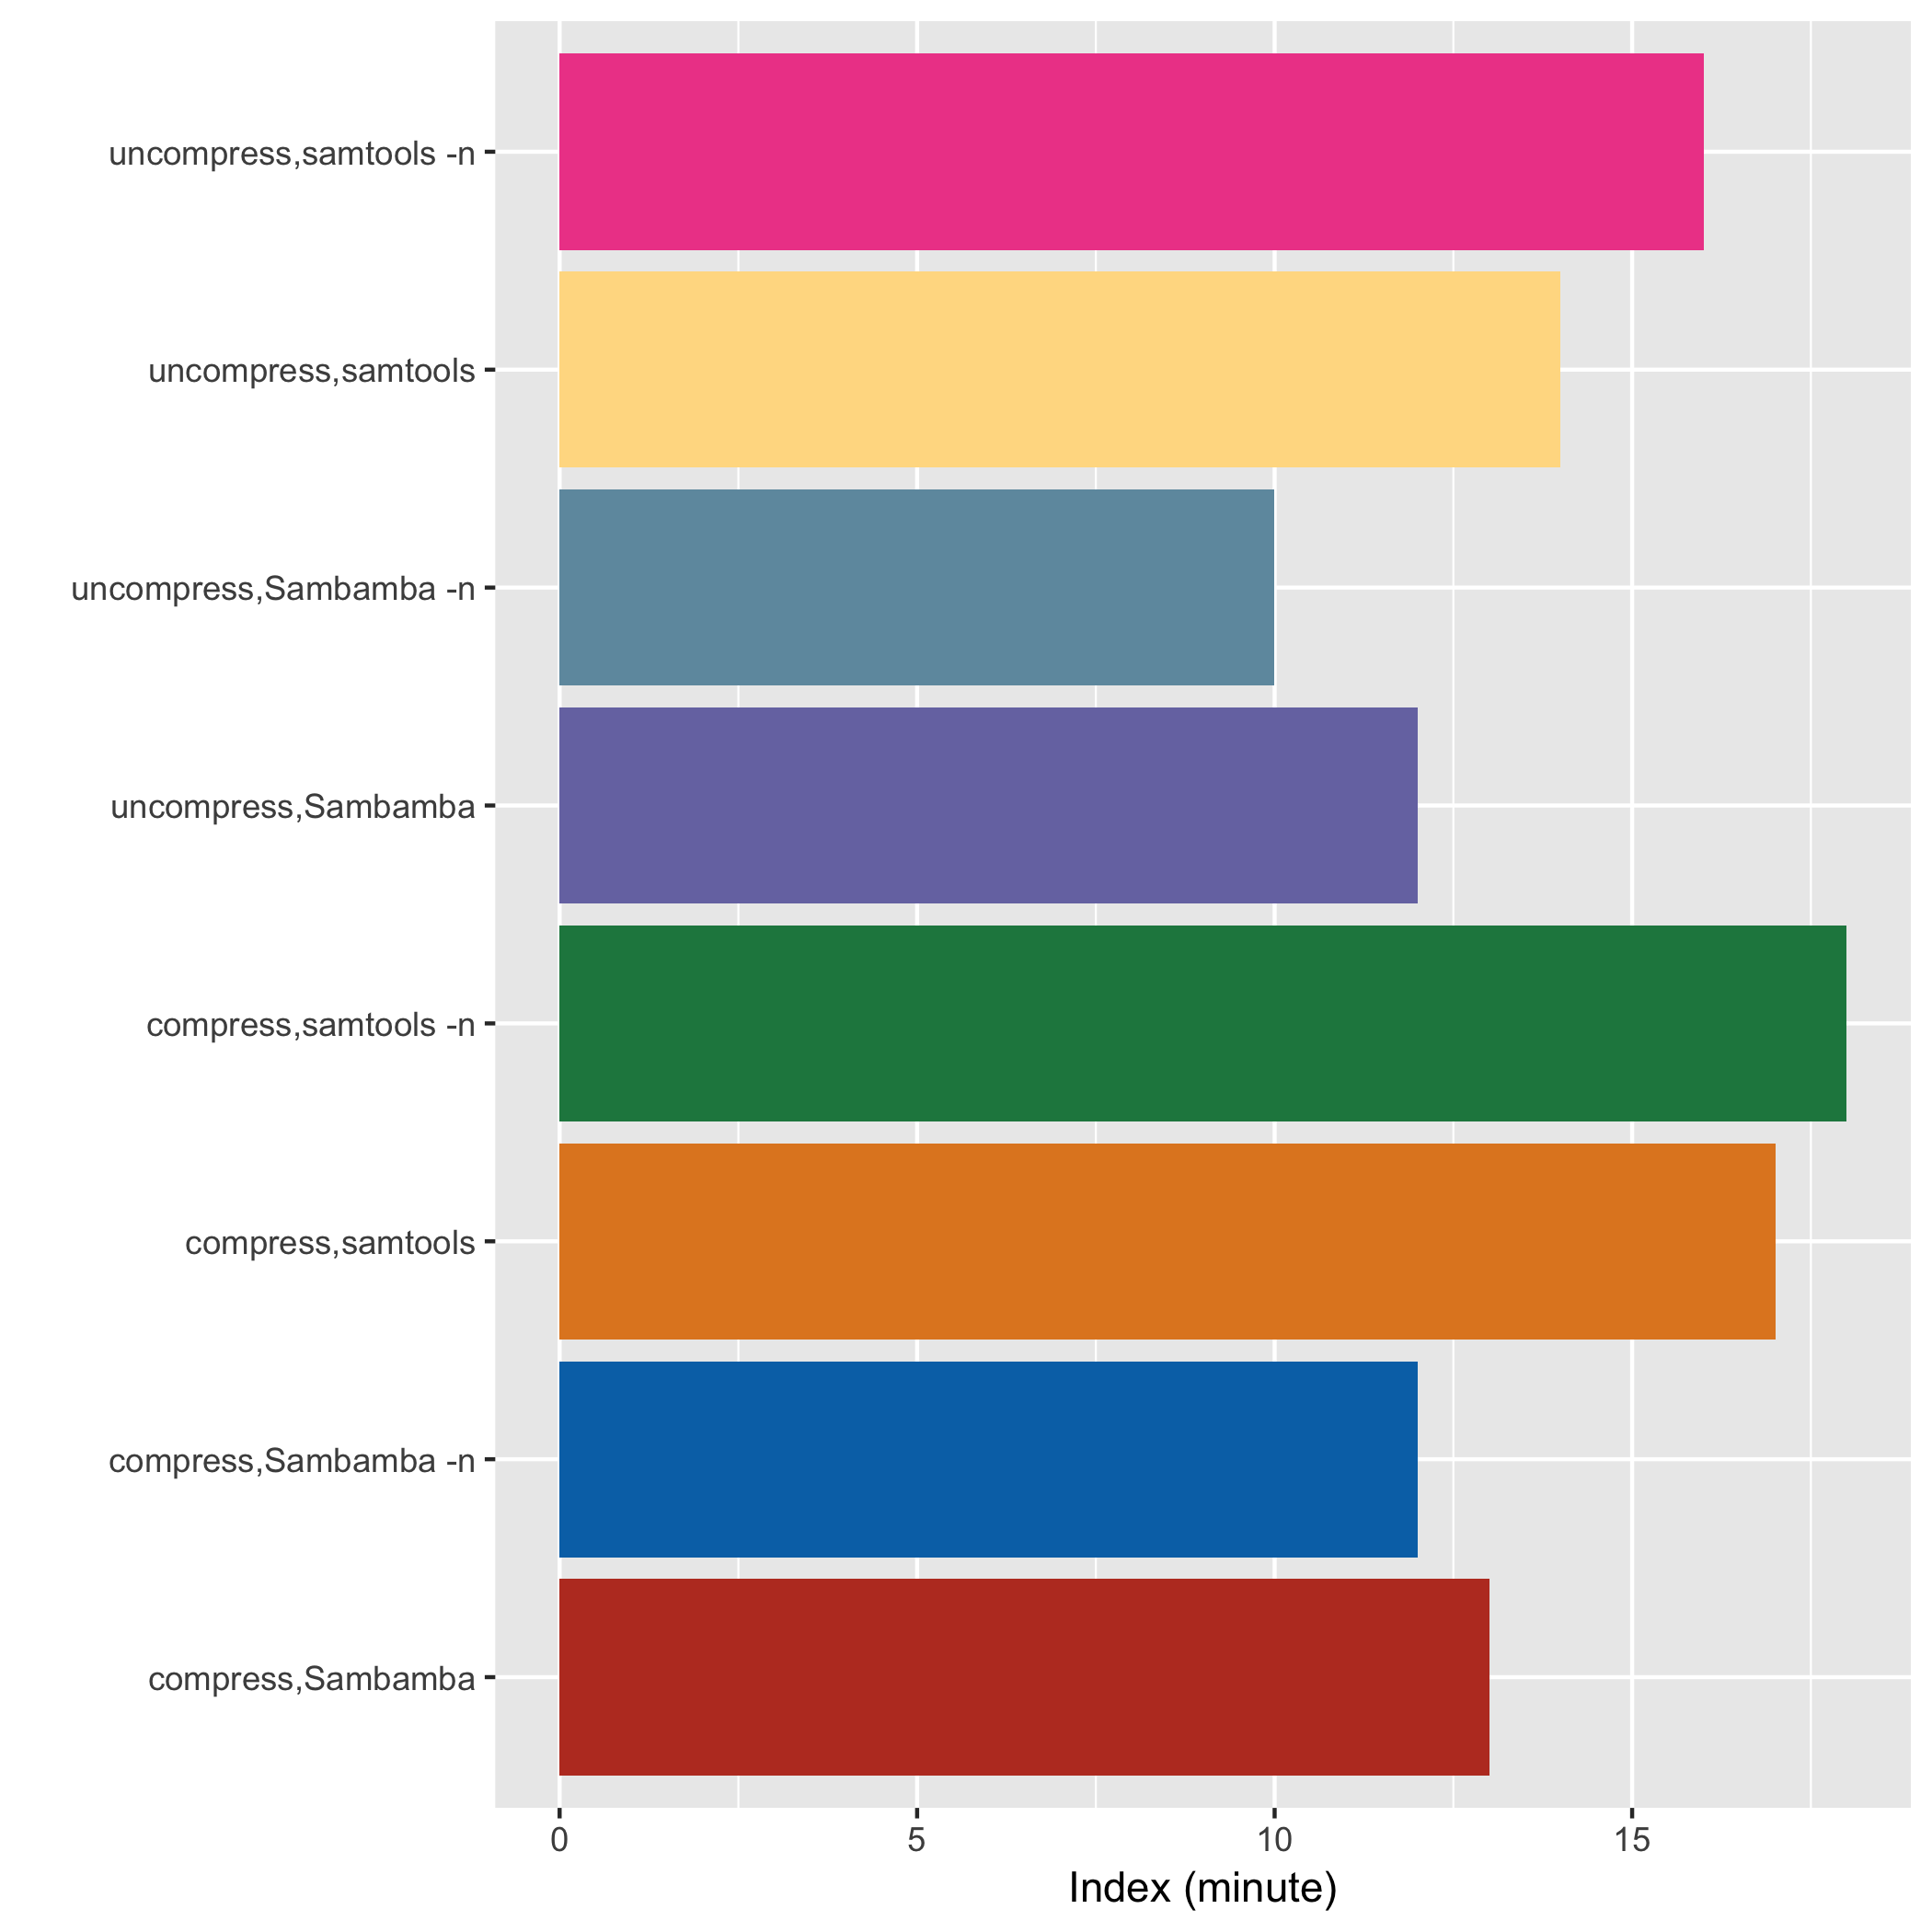 uncompress,samtools -n
uncompress,samtools
uncompress,Sambamba -n
uncompress,Sambamba
compress,samtools -n
compress,samtools
compress,Sambamba -n
compress,Sambamba
0 5 10 15
Index (minute)